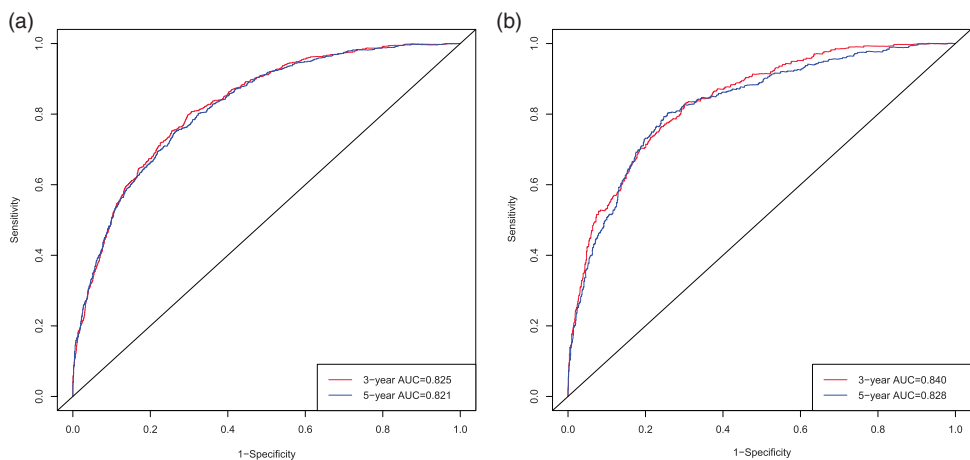 (a)
1.0
0.8
0.6
0.4
0.2
0.0
Sensitivity
0.0 0.2 0.4 0.6 0.8 1.0
1−Specificity
3−year AUC=0.825
5−year AUC=0.821
(b)
1.0
0.8
0.6
0.4
0.2
0.0
Sensitivity
0.0 0.2 0.4 0.6 0.8 1.0
1−Specificity
3−year AUC=0.840
5−year AUC=0.828